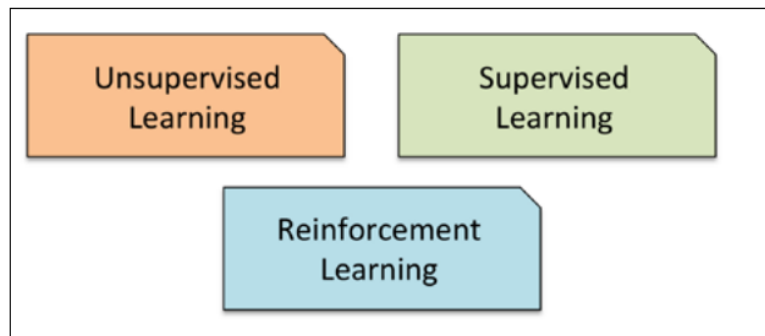 Unsupervised
Learning
Supervised
Learning
Reinforcement
Learning